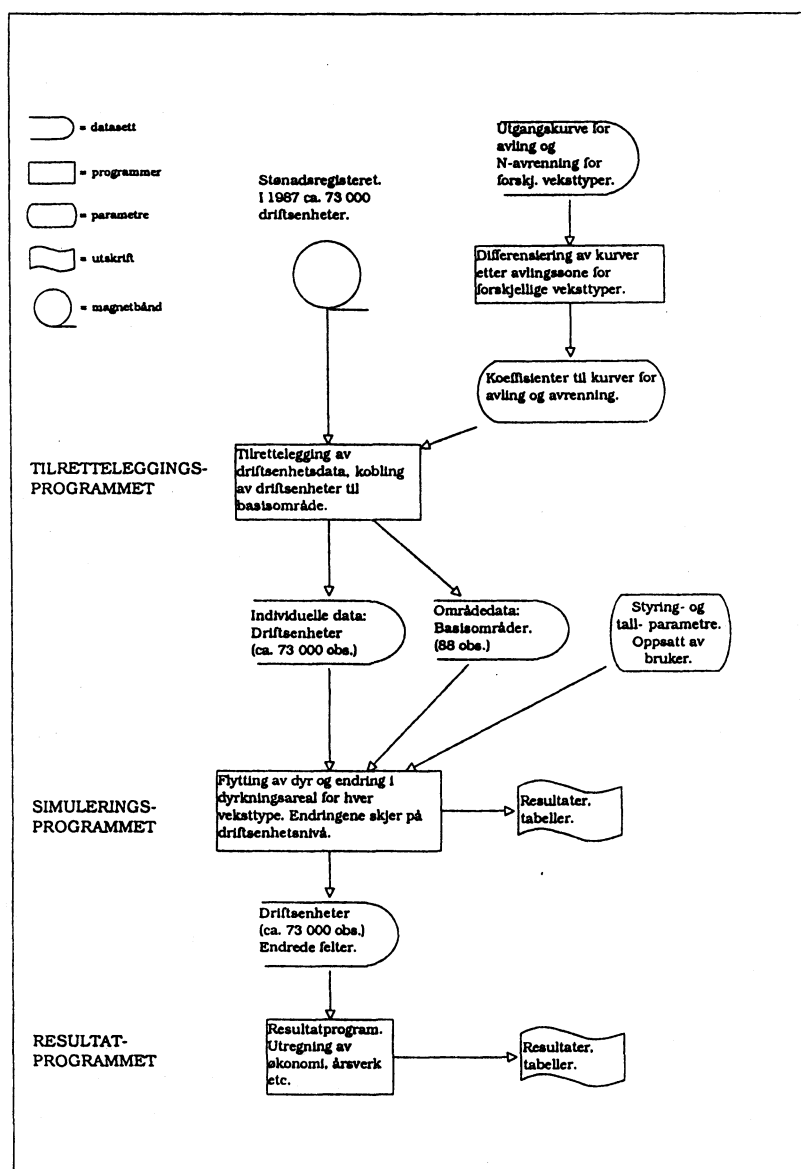 = datasett
= programmer
= parametre
= utskrift
= magnetbånd
Stønadsregisteret.
I 1987 ca. 73 000
driftsenheter.
Utgangskurve for
avling og
N-avrenning for
forskj. veksttyper.
Differensiering av kurver
etter avlingssone for
forskjellige veksttyper.
Koeffisienter til kurver for
avling og avrenning.
TILRETTELEGGINGS-
PROGRAMMET
Tilrettelegging av
driftsenhetsdata, kobling
av driftsenheter til
basisområde.
Individuelle data:
Driftsenheter
(ca. 73 000 obs.)
Områdedata:
Basisområder.
(88 obs.)
Styring- og
tall- parametre.
Oppsatt av
bruker.
SIMULERINGS-
PROGRAMMET
Flytting av dyr og endring i
dyrkningsareal for hver
veksttype. Endringene skjer på
driftsenhetsnivå.
Resultater,
tabeller.
Driftsenheter
(ca. 73 000 obs.)
Endrede felter.
RESULTAT-
PROGRAMMET
Resultatprogram.
Utregning av
økonomi, årsverk
etc.
Resultater,
tabeller.